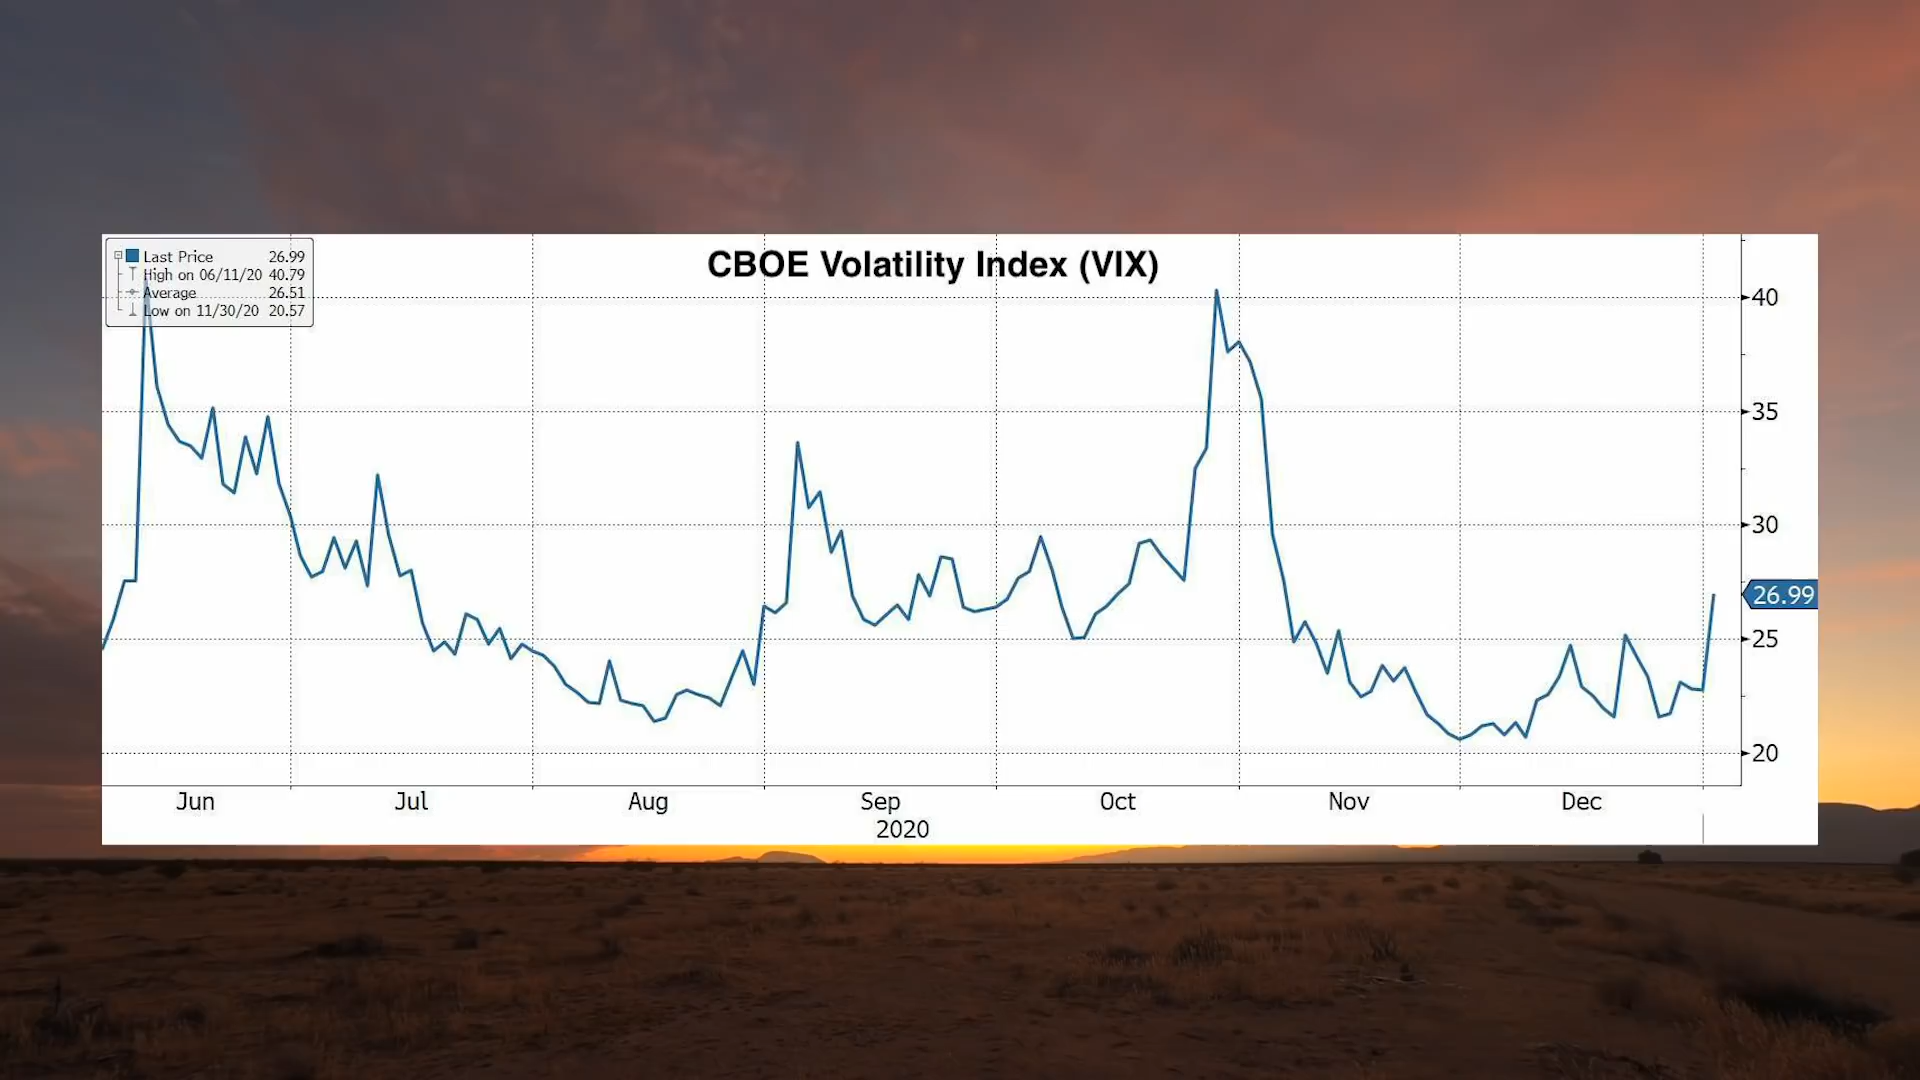 CBOE Volatility Index (VIX)
Last Price 26.99
High on 06/11/20 40.79
Average 26.51
Low on 11/30/20 20.57
40
35
30
26.99
25
20
Jun Jul Aug Sep Oct Nov Dec
2020